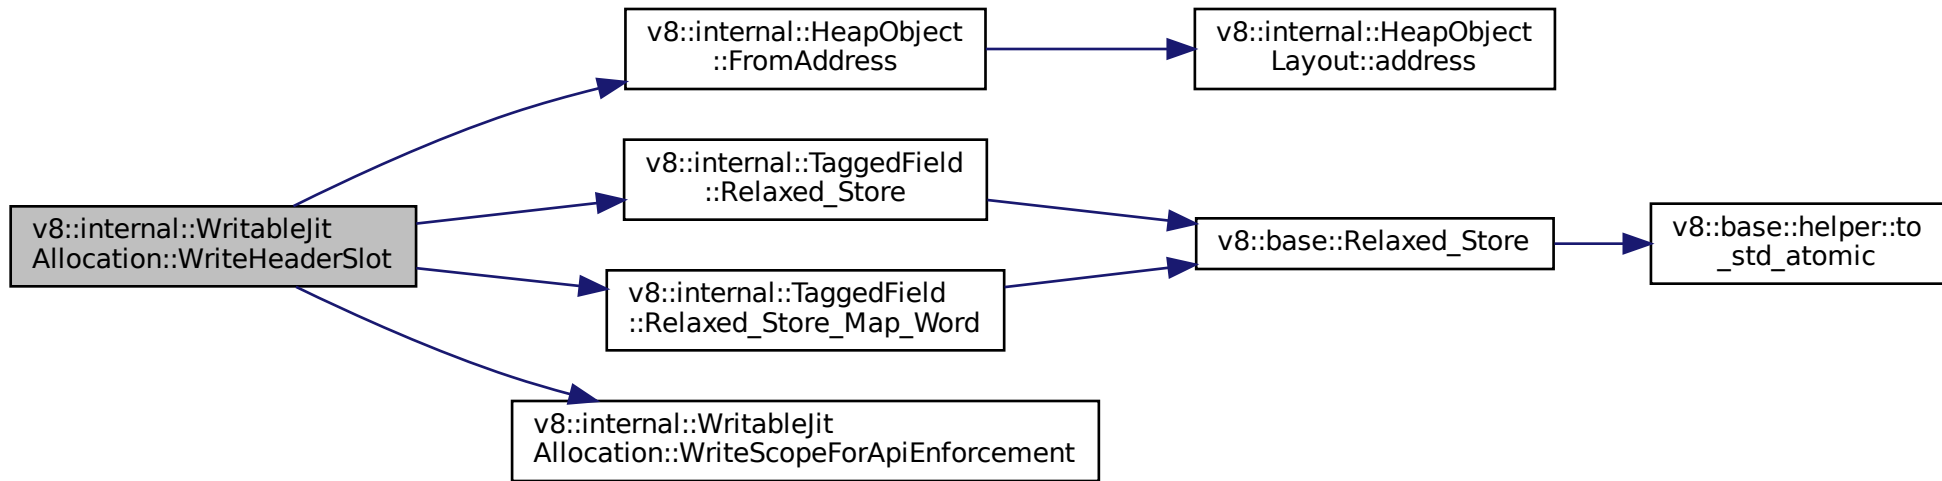 v8::internal::HeapObject
::FromAddress
v8::internal::HeapObject
Layout::address
v8::internal::TaggedField
::Relaxed_Store
v8::internal::WritableJit
Allocation::WriteHeaderSlot
v8::base::Relaxed_Store
v8::base::helper::to
_std_atomic
v8::internal::TaggedField
::Relaxed_Store_Map_Word
v8::internal::WritableJit
Allocation::WriteScopeForApiEnforcement